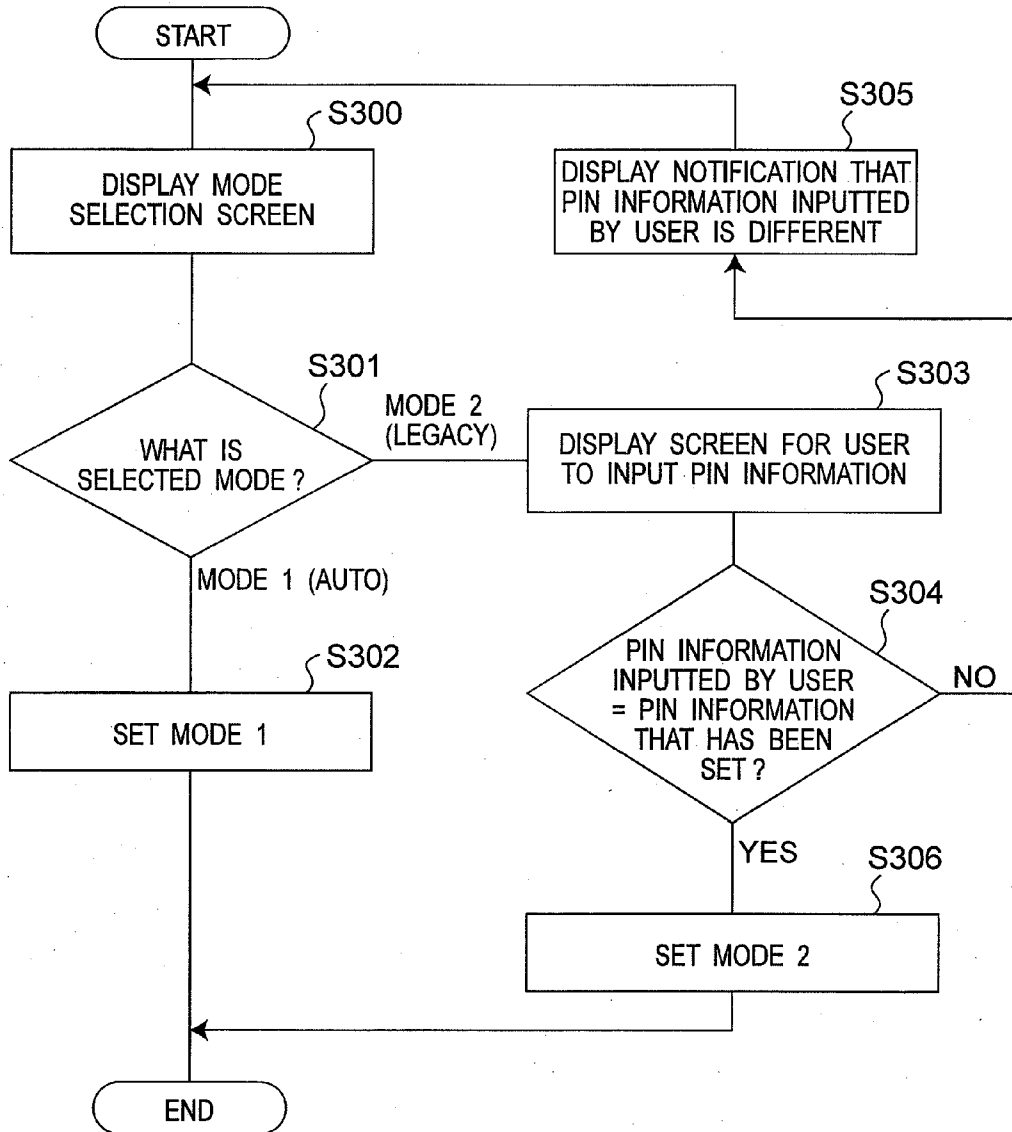 START
S300
DISPLAY MODE
SELECTION SCREEN
S305
DISPLAY NOTIFICATION THAT
PIN INFORMATION INPUTTED
BY USER IS DIFFERENT
S301
WHAT IS
SELECTED MODE ?
MODE 2
(LEGACY)
S303
DISPLAY SCREEN FOR USER
TO INPUT PIN INFORMATION
MODE 1 (AUTO)
S302
SET MODE 1
S304
PIN INFORMATION
INPUTTED BY USER
= PIN INFORMATION
THAT HAS BEEN
SET ?
NO
YES
S306
SET MODE 2
END